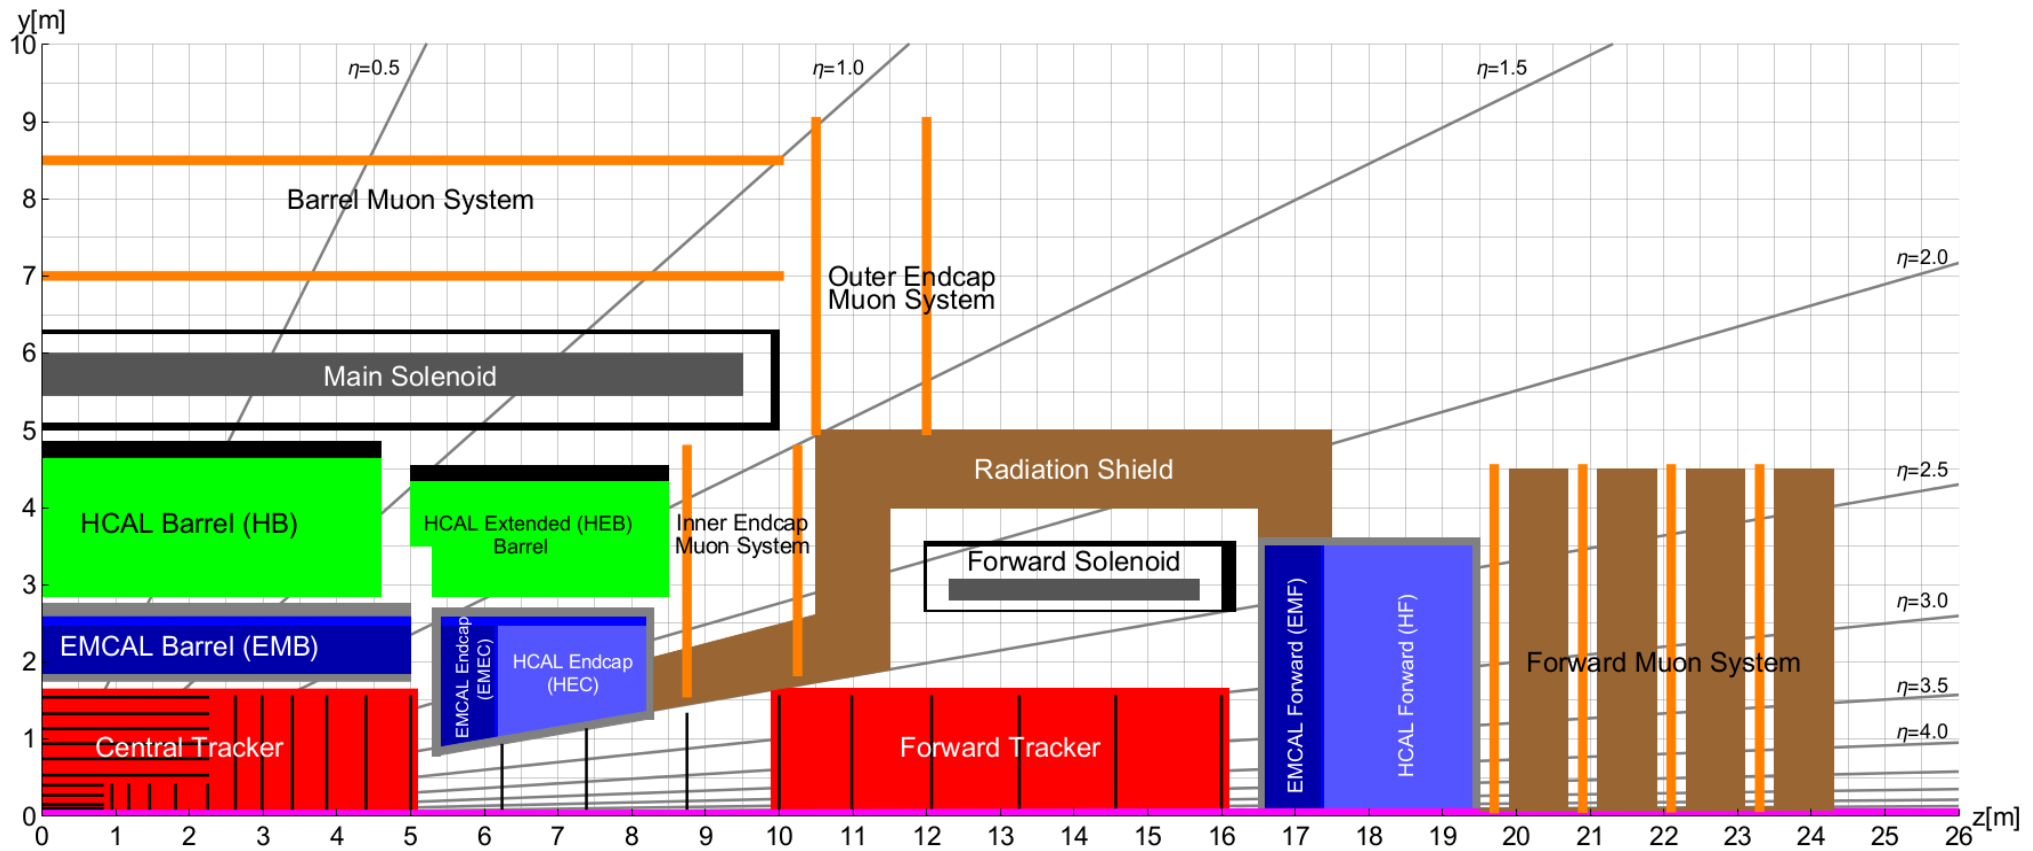 y[m]
10
η=0.5
η=1.0
η=1.5
9
8
Barrel Muon System
7
Outer Endcap
Muon System
η=2.0
6
Main Solenoid
5
Radiation Shield
η=2.5
4
HCAL Barrel (HB)
HCAL Extended (HEB)
Barrel
Inner Endcap
Muon System
Forward Solenoid
3
EMCAL Barrel (EMB)
EMCAL Endcap
(EMEC)
HCAL Endcap
(HEC)
EMCAL Forward (EMF)
HCAL Forward (HF)
η=3.0
2
Forward Muon System
η=3.5
1
Central Tracker
Forward Tracker
η=4.0
0
0 1 2 3 4 5 6 7 8 9 10 11 12 13 14 15 16 17 18 19 20 21 22 23 24 25 26
z[m]